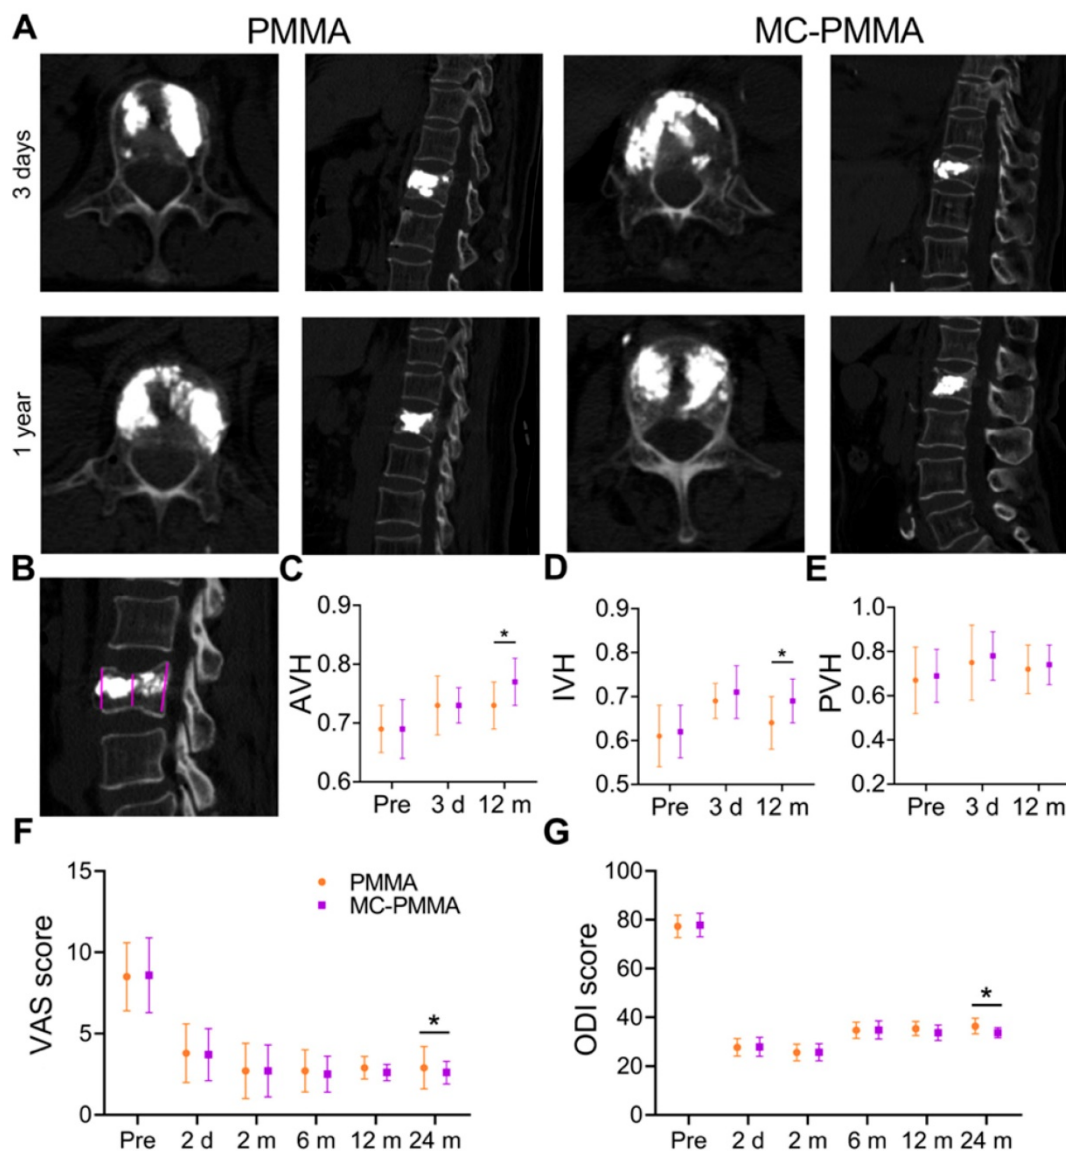 A
PMMA
MC-PMMA
3 days
1 year
B
C
AVH
0.9
0.8
0.7
0.6
Pre
3 d
12 m
*
D
IVH
0.9
0.8
0.7
0.6
0.5
Pre
3 d
12 m
*
E
PVH
1.0
0.8
0.6
0.4
0.2
Pre
3 d
12 m
F
VAS score
15
10
5
0
PMMA
MC-PMMA
*
Pre
2 d
2 m
6 m
12 m
24 m
G
ODI score
100
80
60
40
20
0
*
Pre
2 d
2 m
6 m
12 m
24 m